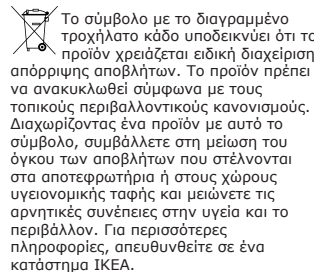 Το σύμβολο με το διαγραμμένο
τροχήλατο κάδο υποδεικνύει ότι το
προϊόν χρειάζεται ειδική διαχείριση
απόρριψης αποβλήτων. Το προϊόν πρέπει
να ανακυκλωθεί σύμφωνα με τους
τοπικούς περιβαλλοντικούς κανονισμούς.
Διαχωρίζοντας ένα προϊόν με αυτό το
σύμβολο, συμβάλλετε στη μείωση του
όγκου των αποβλήτων που στέλνονται
στα αποτεφρωτήρια ή στους χώρους
υγειονομικής ταφής και μειώνετε τις
αρνητικές συνέπειες στην υγεία και το
περιβάλλον. Για περισσότερες
πληροφορίες, απευθυνθείτε σε ένα
κατάστημα IKEA.